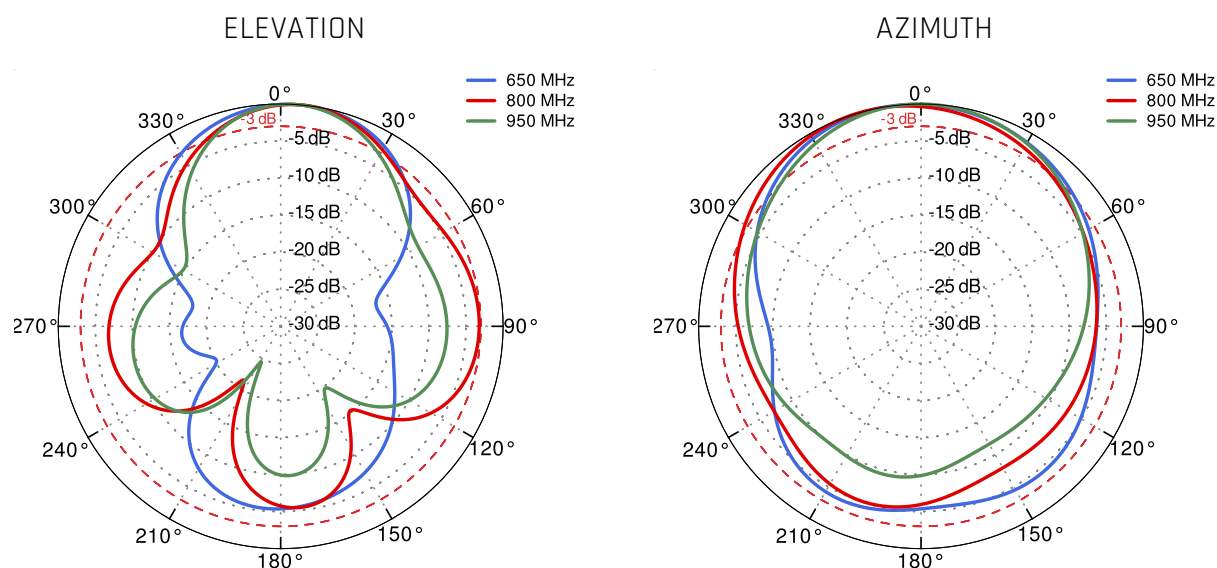 ELEVATION
650 MHz
800 MHz
950 MHz
0°
330°
30°
-3 dB
-5 dB
-10 dB
300°
60°
-15 dB
-20 dB
-25 dB
-30 dB
270°
90°
240°
120°
210°
150°
180°
AZIMUTH
650 MHz
800 MHz
950 MHz
0°
330°
30°
-3 dB
-5 dB
-10 dB
300°
60°
-15 dB
-20 dB
-25 dB
-30 dB
270°
90°
240°
120°
210°
150°
180°